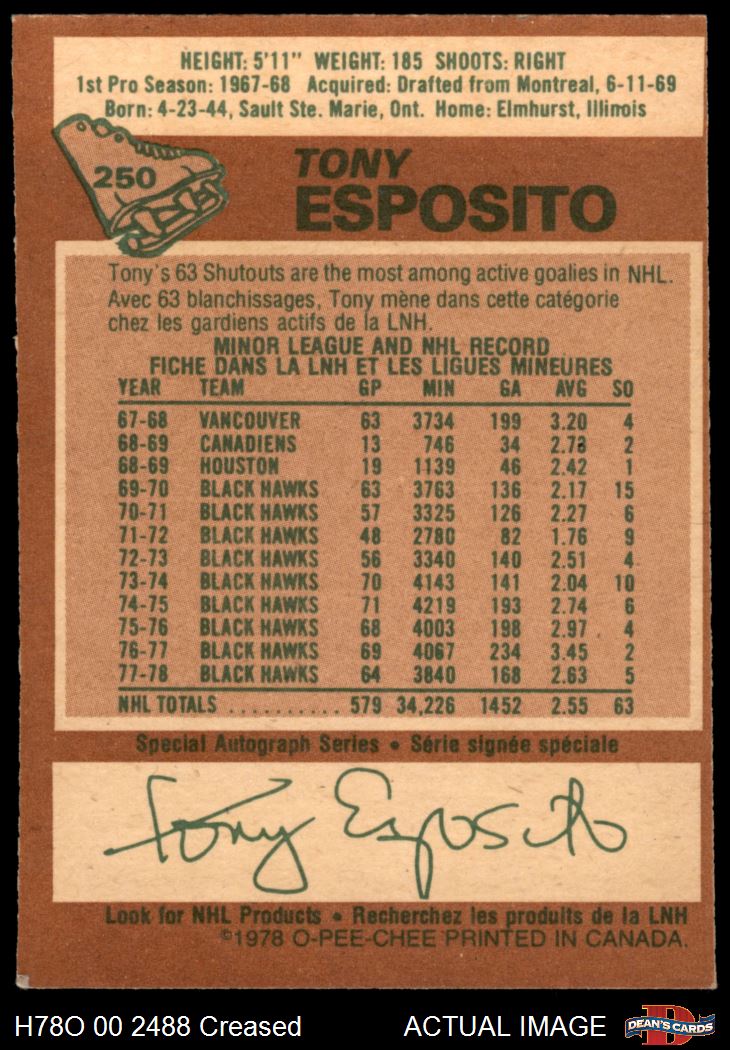 HEIGHT: 5'11" WEIGHT: 185 SHOOTS: RIGHT
1st Pro Season: 1967-68 Acquired: Drafted from Montreal, 6-11-69
Born: 4-23-44, Sault Ste. Marie, Ont. Home: Elmhurst, Illinois
250
TONY
ESPOSITO
Tony's 63 Shutouts are the most among active goalies in NHL.
Avec 63 blanchissages, Tony mène dans cette catégorie
chez les gardiens actifs de la LNH.
MINOR LEAGUE AND NHL RECORD
FICHE DANS LA LNH ET LES LIGUES MINEURES
YEAR TEAM GP MIN GA AVG SO
67-68 VANCOUVER 63 3734 199 3.20 4
68-69 CANADIENS 13 746 34 2.73 2
68-69 HOUSTON 19 1139 46 2.42 1
69-70 BLACK HAWKS 63 3763 136 2.17 15
70-71 BLACK HAWKS 57 3325 126 2.27 6
71-72 BLACK HAWKS 48 2780 82 1.76 9
72-73 BLACK HAWKS 56 3340 140 2.51 4
73-74 BLACK HAWKS 70 4143 141 2.04 10
74-75 BLACK HAWKS 71 4219 193 2.74 6
75-76 BLACK HAWKS 68 4003 198 2.97 4
76-77 BLACK HAWKS 69 4067 234 3.45 2
77-78 BLACK HAWKS 64 3840 168 2.63 5
NHL TOTALS .......... 579 34,226 1452 2.55 63
Special Autograph Series • Série signée spéciale
Tony Esposito
Look for NHL Products • Recherchez les produits de la LNH
©1978 O-PEE-CHEE PRINTED IN CANADA.
H78O 00 2488 Creased ACTUAL IMAGE
D
DEAN'S CARDS